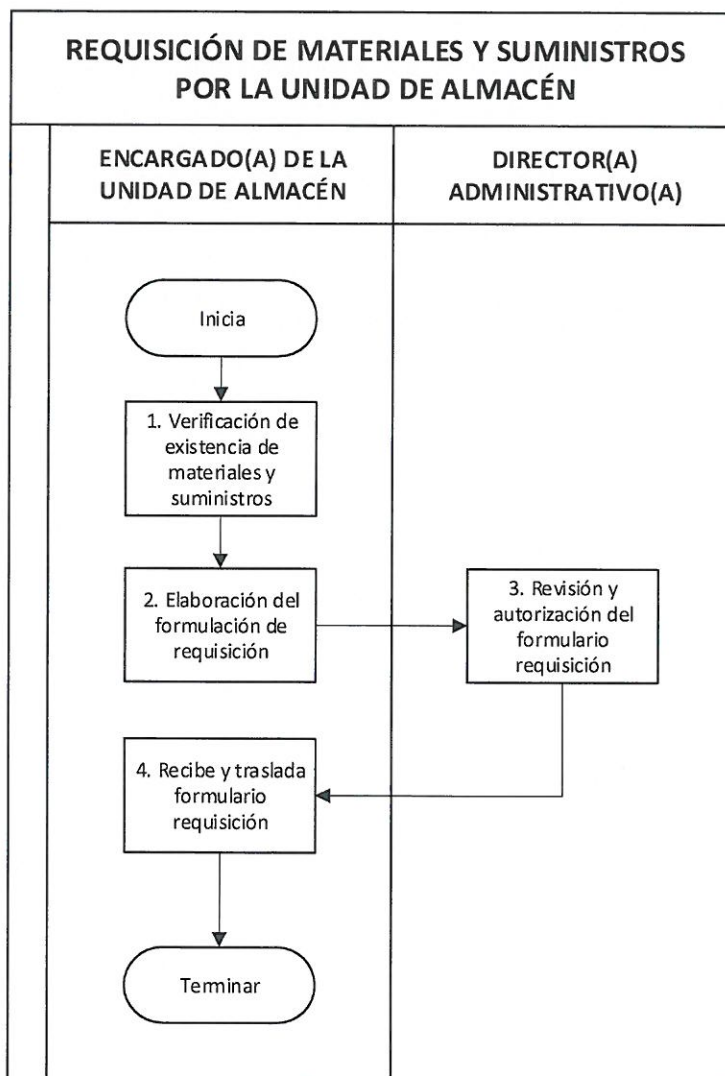 REQUISICIÓN DE MATERIALES Y SUMINISTROS
POR LA UNIDAD DE ALMACÉN
ENCARGADO(A) DE LA
UNIDAD DE ALMACÉN
DIRECTOR(A)
ADMINISTRATIVO(A)
Inicia
1. Verificación de
existencia de
materiales y
suministros
2. Elaboración del
formulación de
requisición
3. Revisión y
autorización del
formulario
requisición
4. Recibe y traslada
formulario
requisición
Terminar